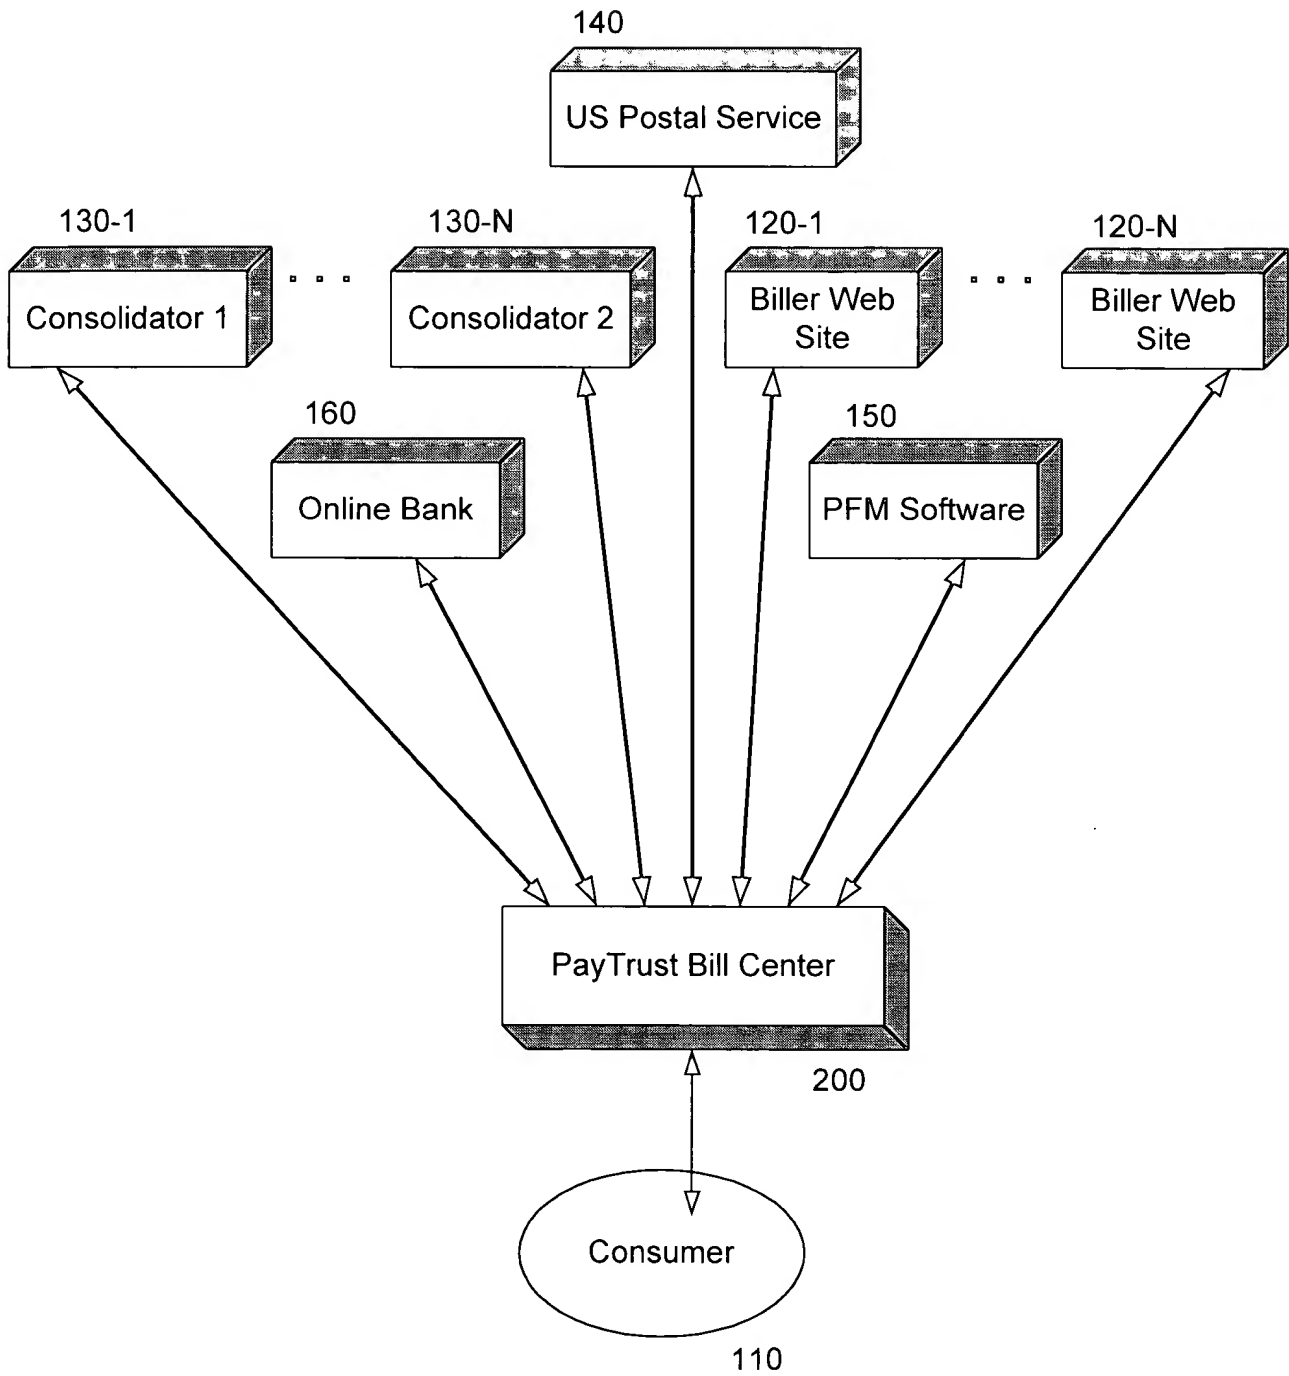 140
US Postal Service
130-1
130-N
120-1
120-N
Consolidator 1
Consolidator 2
Biller Web
Site
Biller Web
Site
160
150
Online Bank
PFM Software
PayTrust Bill Center
200
Consumer
110